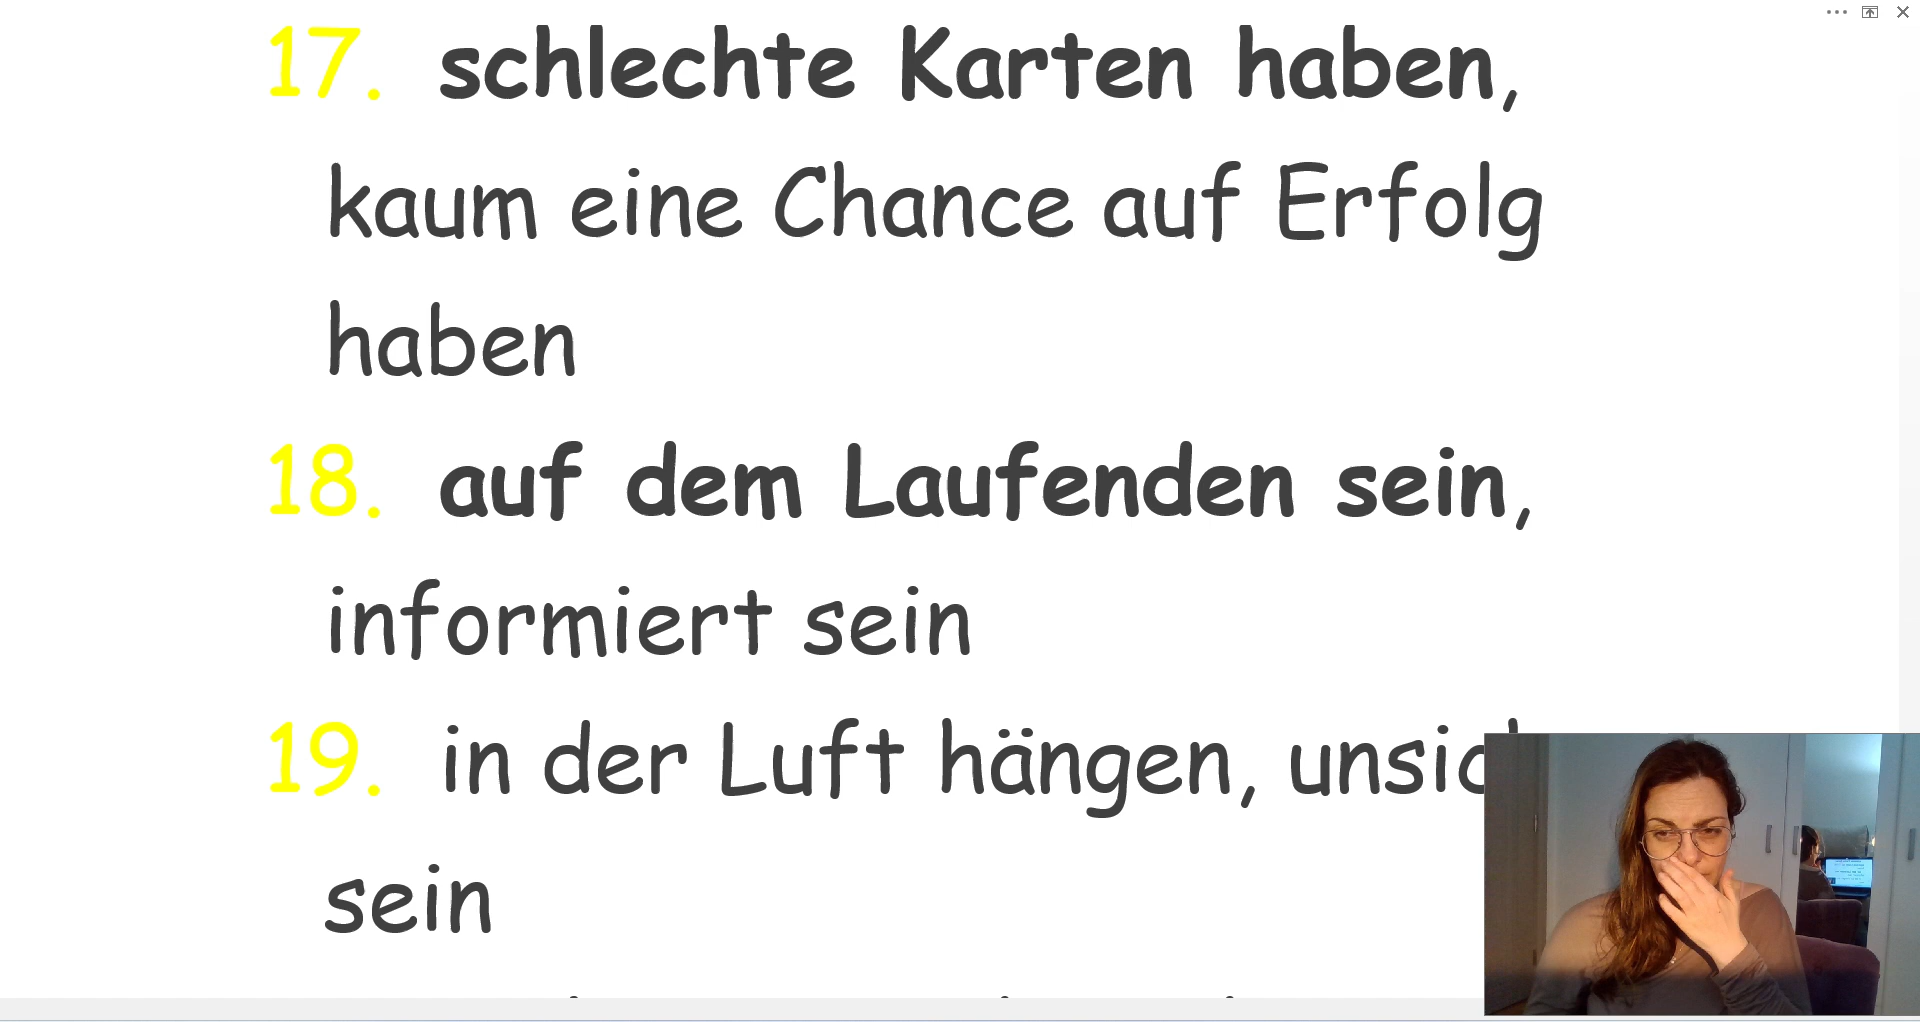 17. schlechte Karten haben,
kaum eine Chance auf Erfolg
haben
18. auf dem Laufenden sein,
informiert sein
19. in der Luft hängen,
sein